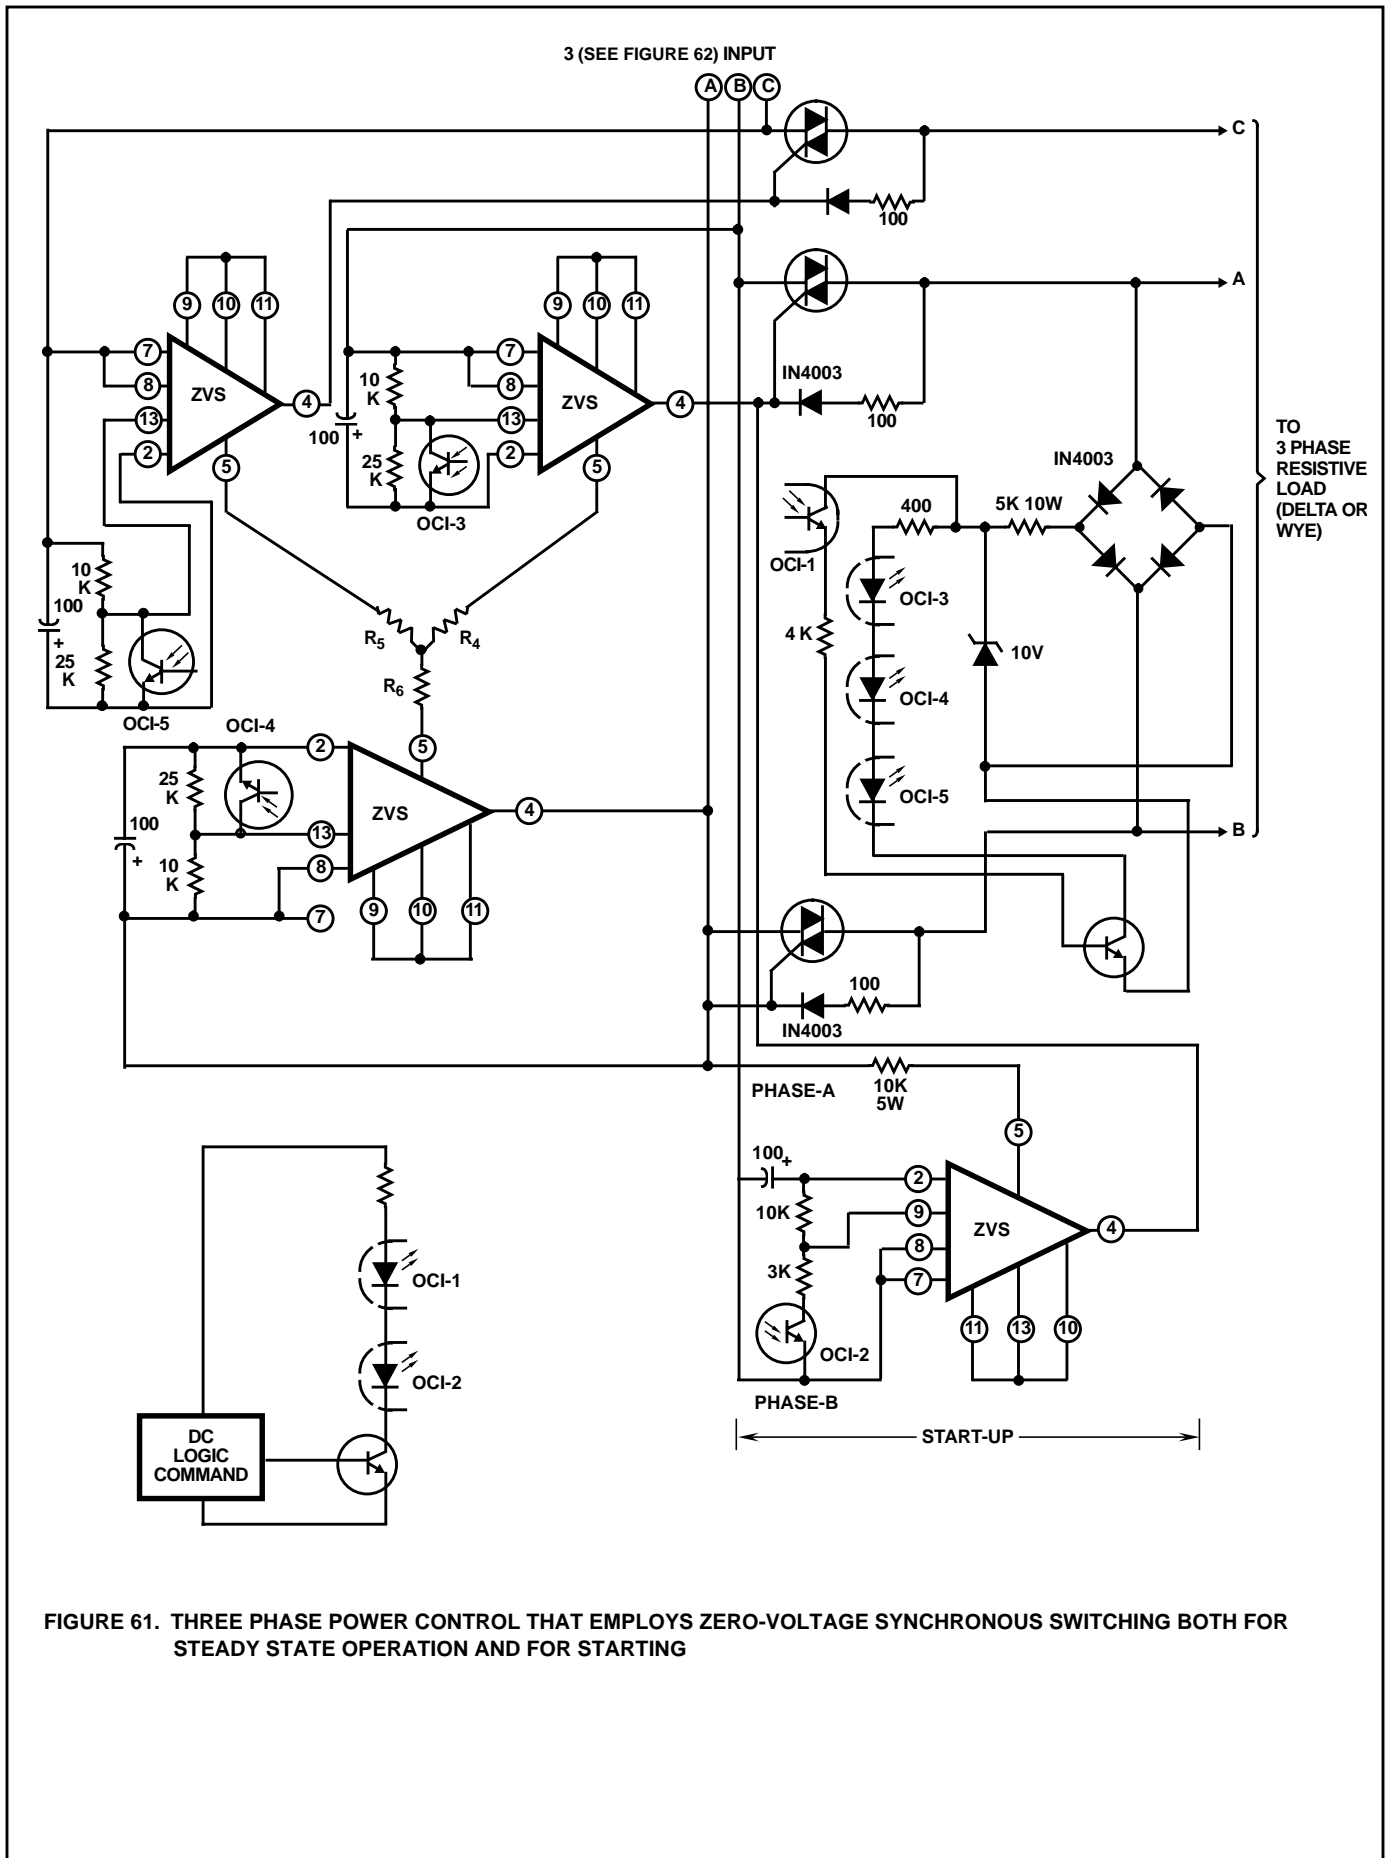 3 (SEE FIGURE 62) INPUT
A B C
C
100
9 10 11
9 10 11
A
7
8
13
2
ZVS
4
5
10
K
25
K
100
+
OCI-3
7
8
13
2
ZVS
4
5
IN4003
100
TO
3 PHASE
RESISTIVE
LOAD
(DELTA OR
WYE)
IN4003
5K 10W
400
OCI-1
OCI-3
4 K
10V
OCI-4
OCI-5
B
10
K
100
+
25
K
OCI-5
R5
R4
R6
OCI-4
2
5
25
K
100
+
10
K
13
8
7
ZVS
4
9 10 11
100
IN4003
PHASE-A
10K
5W
5
100
+
2
10K
9
8
3K
7
ZVS
4
11 13 10
OCI-2
PHASE-B
START-UP
OCI-1
OCI-2
DC
LOGIC
COMMAND
FIGURE 61. THREE PHASE POWER CONTROL THAT EMPLOYS ZERO-VOLTAGE SYNCHRONOUS SWITCHING BOTH FOR
STEADY STATE OPERATION AND FOR STARTING